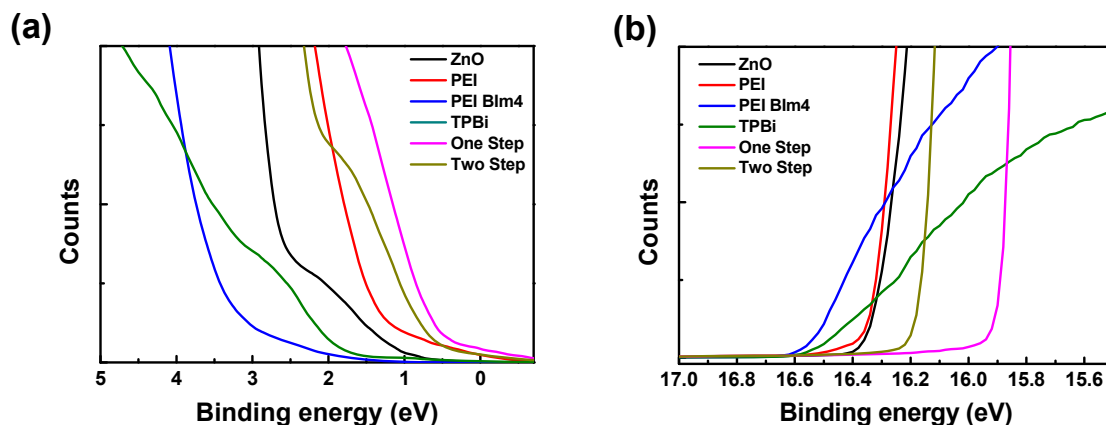 (a)
Counts
ZnO
PEI
PEI BIm4
TPBi
One Step
Two Step
5 4 3 2 1 0
Binding energy (eV)
(b)
Counts
ZnO
PEI
PEI BIm4
TPBi
One Step
Two Step
17.0 16.8 16.6 16.4 16.2 16.0 15.8 15.6
Binding energy (eV)